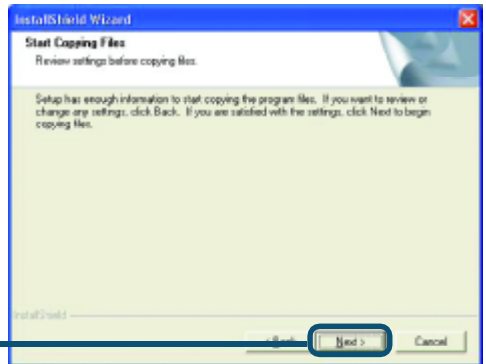 InstallShield Wizard
Start Copying Files
Review settings before copying files.
Setup has enough information to start copying the program files. If you want to review or
change any settings, click Back. If you are satisfied with the settings, click Next to begin
copying files.
InstallShield
< Back Next > Cancel